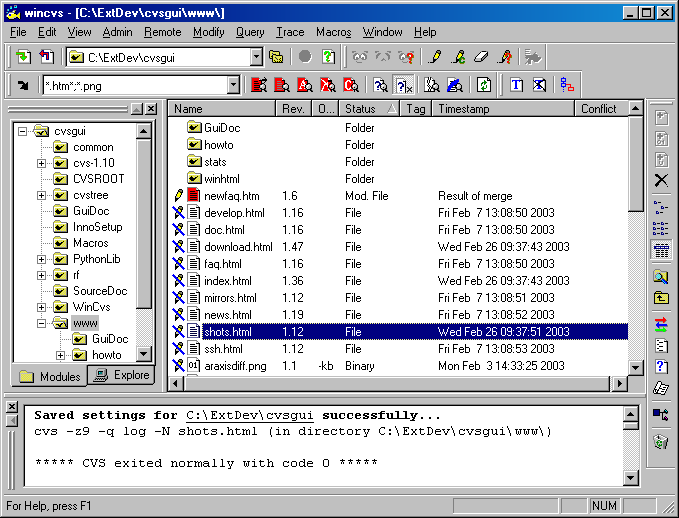 wincvs - [C:\ExtDev\cvsgui\www\]
File Edit View Admin Remote Modify Query Trace Macros Window Help
C:\ExtDev\cvsgui
*.htm*;*.png
Name Rev. O... Status Tag Timestamp Conflict
GuiDoc Folder
howto Folder
stats Folder
winhtml Folder
newfaq.htm 1.6 Mod. File Result of merge
develop.html 1.16 File Fri Feb 7 13:08:50 2003
doc.html 1.16 File Fri Feb 7 13:08:50 2003
download.html 1.47 File Wed Feb 26 09:37:43 2003
faq.html 1.16 File Fri Feb 7 13:08:50 2003
index.html 1.36 File Wed Feb 26 09:37:43 2003
mirrors.html 1.12 File Fri Feb 7 13:08:52 2003
news.html 1.19 File Fri Feb 7 13:08:52 2003
shots.html 1.12 File Wed Feb 26 09:37:51 2003
ssh.html 1.12 File Fri Feb 7 13:08:53 2003
araxisdiff.png 1.1 -kb Binary Mon Feb 3 14:33:25 2003
cvsgui
common
cvs-1.10
CVSROOT
cvstree
GuiDoc
InnoSetup
Macros
PythonLib
rf
SourceDoc
WinCvs
www
GuiDoc
howto
Modules Explore
Saved settings for C:\ExtDev\cvsgui successfully...
cvs -z9 -q log -N shots.html (in directory C:\ExtDev\cvsgui\www\)
***** CVS exited normally with code 0 *****
For Help, press F1 NUM